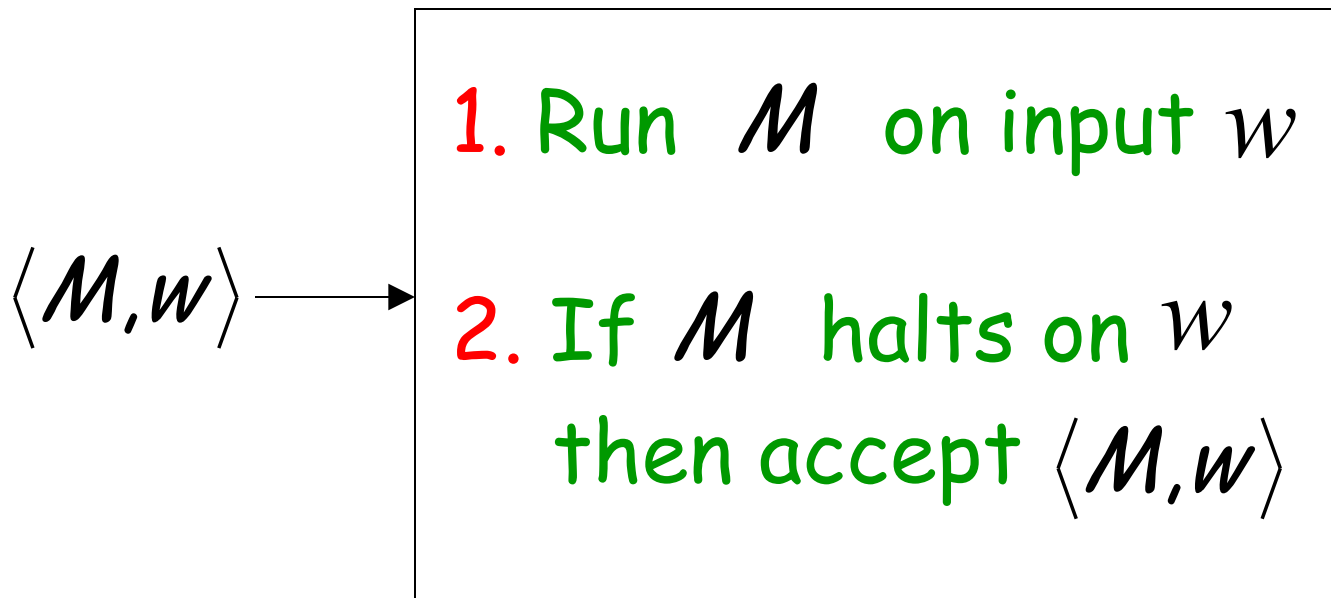 1. Run M on input w
⟨M,w⟩
2. If M halts on w
then accept ⟨M,w⟩